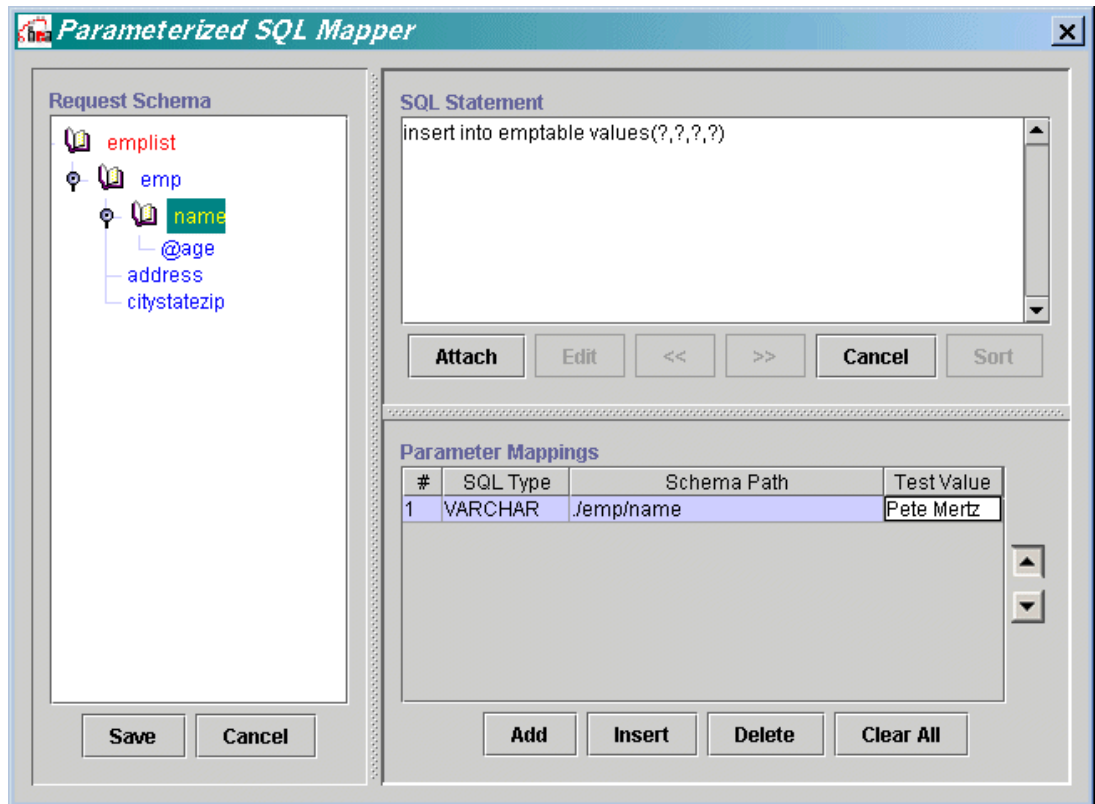 Parameterized SQL Mapper
Request Schema
emplist
emp
name
@age
address
citystatezip
Save Cancel
SQL Statement
insert into emptable values(?,?,?,?)
Attach Edit << >> Cancel Sort
Parameter Mappings
# SQL Type Schema Path Test Value
1 VARCHAR ./emp/name Pete Mertz
Add Insert Delete Clear All